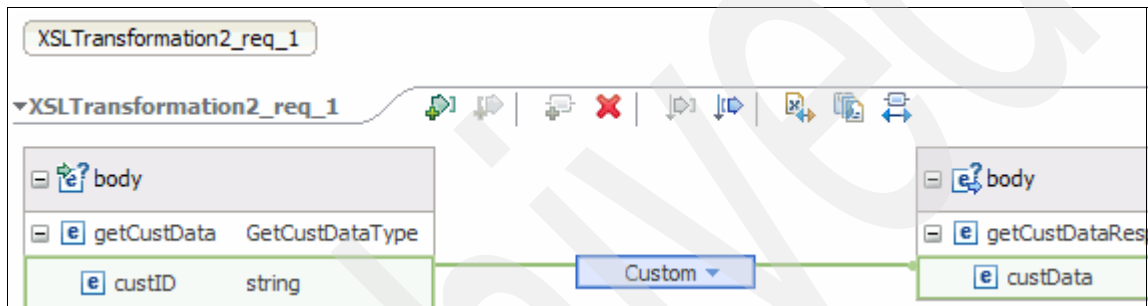 XSLTransformation2_req_1
XSLTransformation2_req_1
body
body
getCustData GetCustDataType
getCustDataRes
custID string
Custom
custData